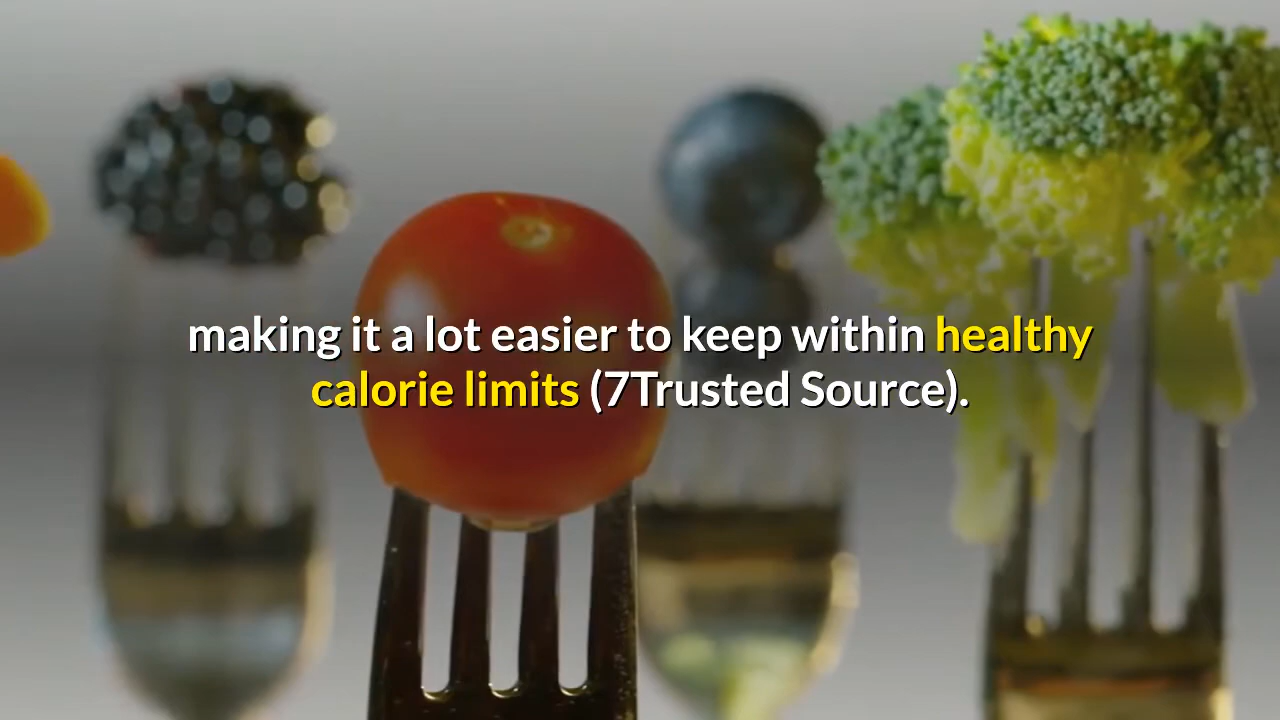 making it a lot easier to keep within healthy
calorie limits (7Trusted Source).